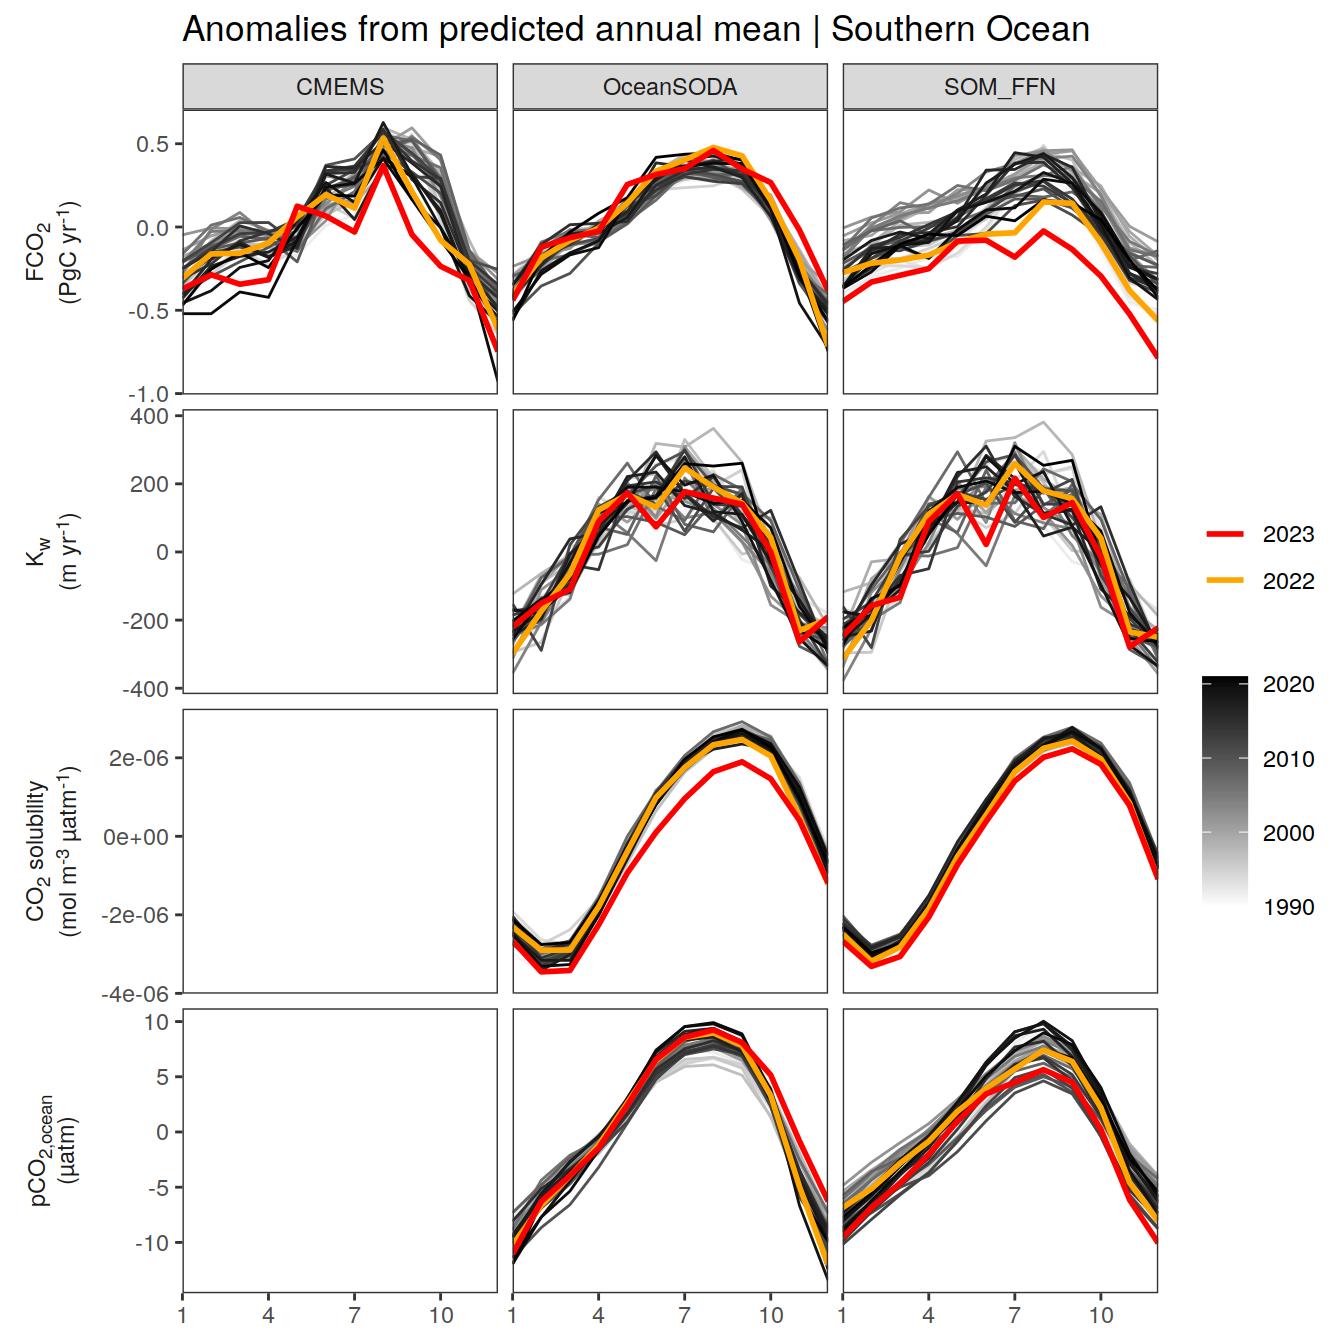 Anomalies from predicted annual mean | Southern Ocean
CMEMS
OceanSODA
SOM_FFN
FCO2
(PgC yr-1)
0.5
0.0
-0.5
-1.0
Kw
(m yr-1)
400
200
0
-200
-400
CO2 solubility
(mol m-3 µatm-1)
2e-06
0e+00
-2e-06
-4e-06
pCO2,ocean
(µatm)
10
5
0
-5
-10
1 4 7 10
1 4 7 10
1 4 7 10
2023
2022
2020
2010
2000
1990